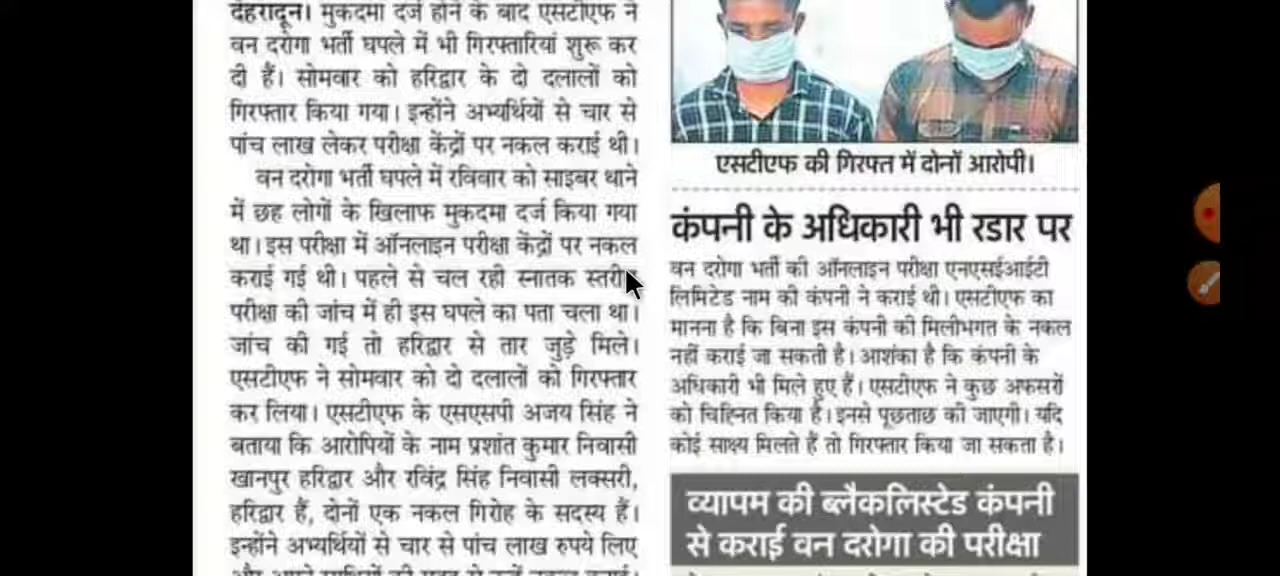 देहरादून। मुकदमा दर्ज होने के बाद एसटीएफ ने
वन दरोगा भर्ती घपले में भी गिरफ्तारियां शुरू कर
दी हैं। सोमवार को हरिद्वार के दो दलालों को
गिरफ्तार किया गया। इन्होंने अभ्यर्थियों से चार से
पांच लाख लेकर परीक्षा केंद्रों पर नकल कराई थी।
वन दरोगा भर्ती घपले में रविवार को साइबर थाने
में छह लोगों के खिलाफ मुकदमा दर्ज किया गया
था। इस परीक्षा में ऑनलाइन परीक्षा केंद्रों पर नकल
कराई गई थी। पहले से चल रही स्नातक
परीक्षा की जांच में ही इस घपले का पता चला था।
जांच की गई तो हरिद्वार से तार जुड़े मिले।
एसटीएफ ने सोमवार को दो दलालों को गिरफ्तार
कर लिया। एसटीएफ के एसएसपी अजय सिंह ने
बताया कि आरोपियों के नाम प्रशांत कुमार निवासी
खानपुर हरिद्वार और रविंद्र सिंह निवासी लक्सरी,
हरिद्वार हैं, दोनों एक नकल गिरोह के सदस्य हैं।
इन्होंने अभ्यर्थियों से चार से पांच लाख रुपये लिए
एसटीएफ की गिरफ्त में दोनों आरोपी।
कंपनी के अधिकारी भी रडार पर
वन दरोगा भर्ती की ऑनलाइन परीक्षा एनएसईआईटी
लिमिटेड नाम की कंपनी ने कराई थी। एसटीएफ का
मानना है कि बिना इस कंपनी की मिलीभगत के नकल
नहीं कराई जा सकती है। आशंका है कि कंपनी के
अधिकारी भी मिले हुए हैं। एसटीएफ ने कुछ अफसरों
को चिह्नित किया है। इनसे पूछताछ की जाएगी। यदि
कोई साक्ष्य मिलते हैं तो गिरफ्तार किया जा सकता है।
व्यापम की ब्लैकलिस्टेड कंपनी
से कराई वन दरोगा की परीक्षा